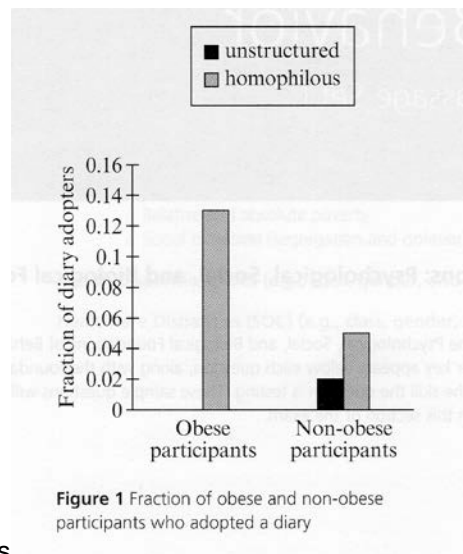 unstructured
homophilous
0.16
0.14
0.12
0.1
0.08
0.06
0.04
0.02
0
Fraction of diary adopters
Obese participants
Non-obese participants
Figure 1 Fraction of obese and non-obese
participants who adopted a diary
s